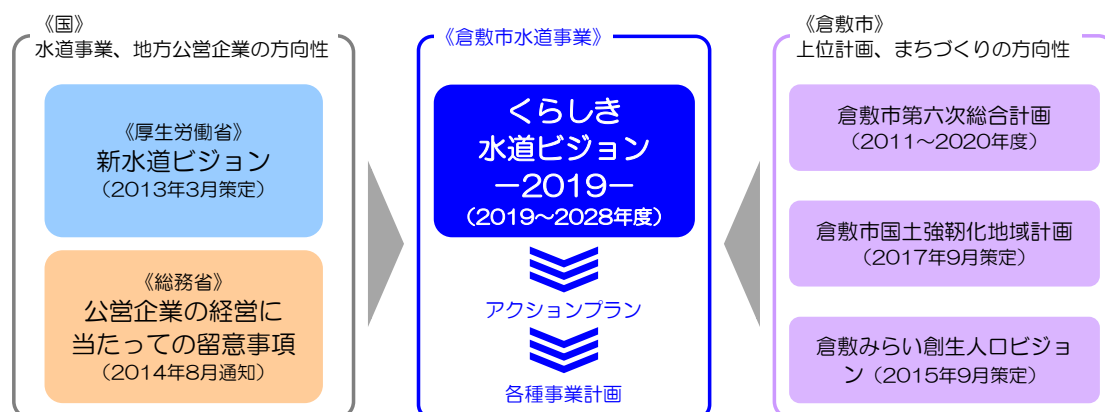 《国》
水道事業、地方公営企業の方向性
《厚生労働省》
新水道ビジョン
（2013年3月策定）
《総務省》
公営企業の経営に
当たっての留意事項
（2014年8月通知）
《倉敷市水道事業》
くらしき
水道ビジョン
－2019－
（2019～2028年度）
アクションプラン
各種事業計画
《倉敷市》
上位計画、まちづくりの方向性
倉敷市第六次総合計画
（2011～2020年度）
倉敷市国土強靭化地域計画
（2017年9月策定）
倉敷みらい創生人口ビジョ
ン（2015年9月策定）